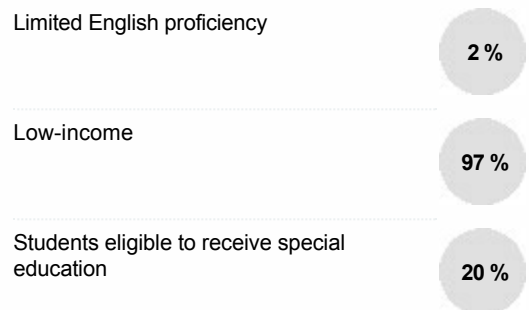 Limited English proficiency
2 %
Low-income
97 %
Students eligible to receive special
education
20 %